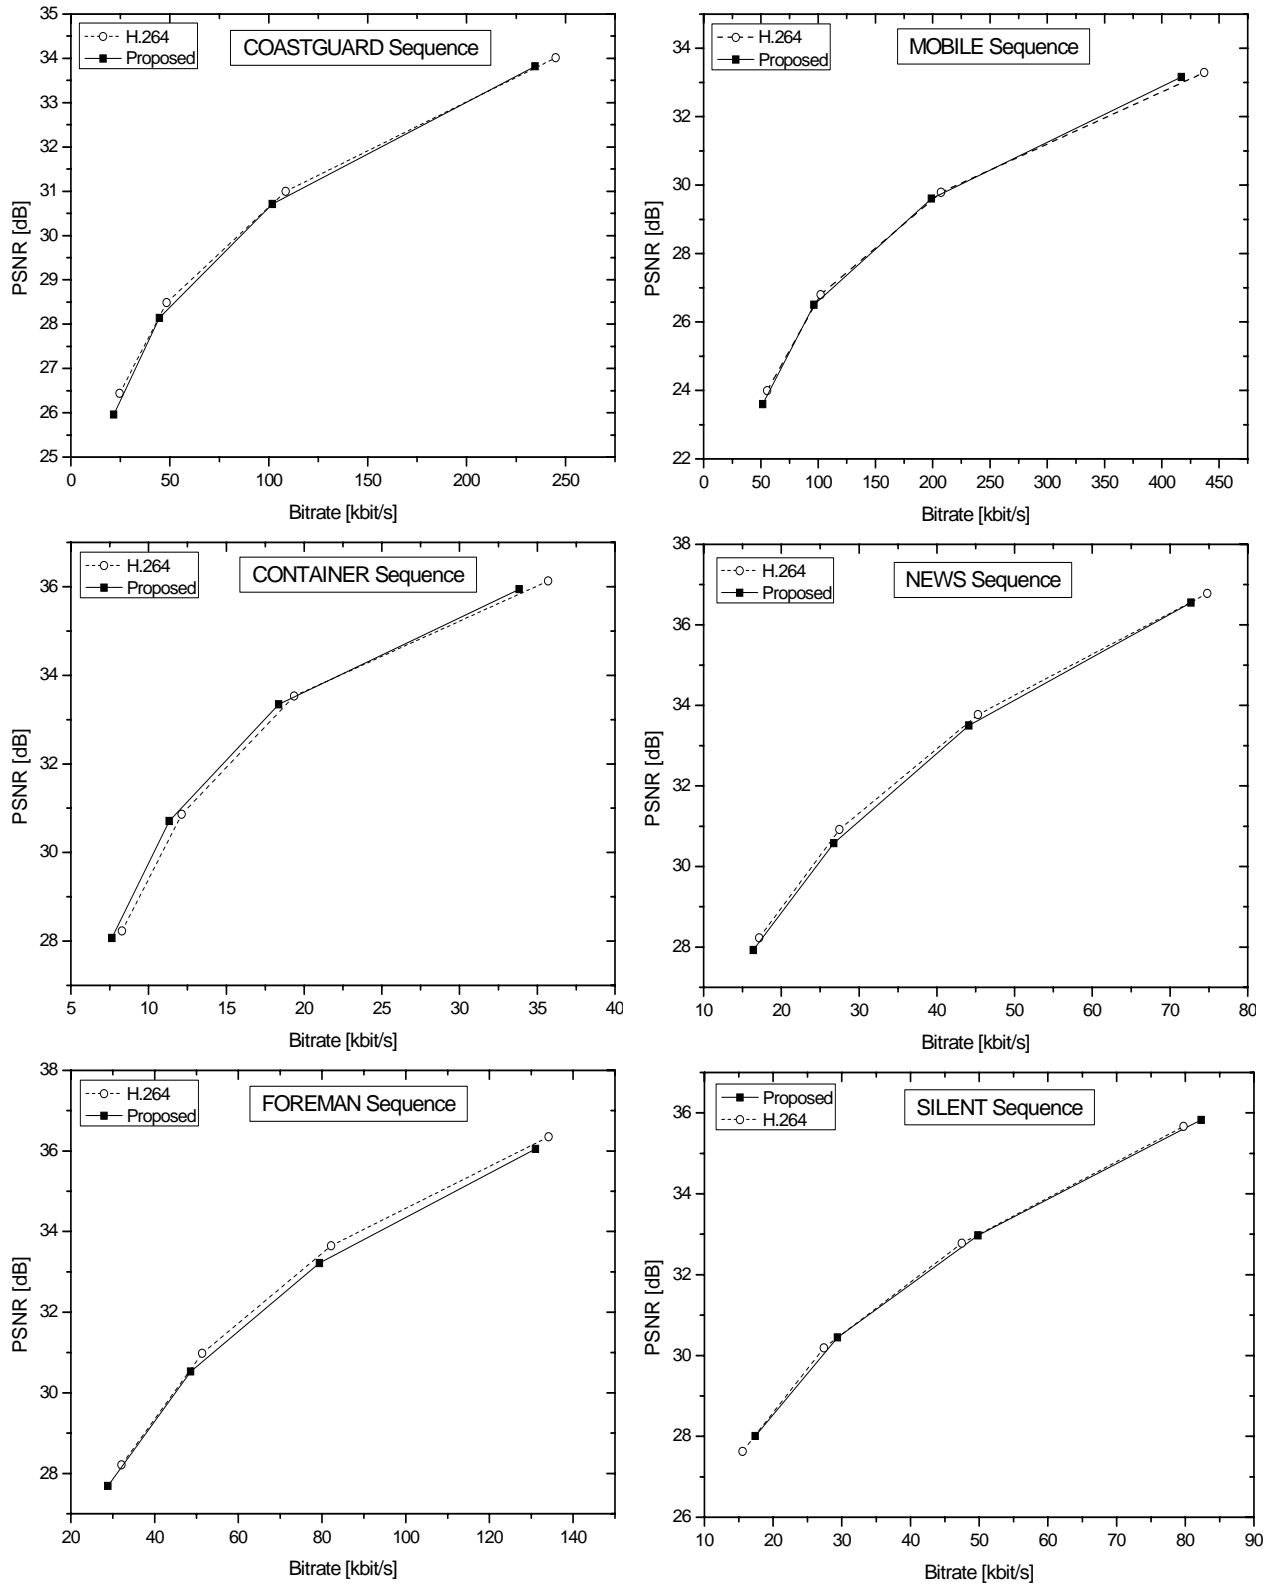 35
34
33
32
31
30
29
28
27
26
25
PSNR [dB]
H.264
Proposed
COASTGUARD Sequence
0 50 100 150 200 250
Bitrate [kbit/s]
34
32
30
28
26
24
22
PSNR [dB]
H.264
Proposed
MOBILE Sequence
0 50 100 150 200 250 300 350 400 450
Bitrate [kbit/s]
36
33
32
30
28
PSNR [dB]
H.264
Proposed
CONTAINER Sequence
5 10 15 20 25 30 35 40
Bitrate [kbit/s]
38
36
33
32
30
28
PSNR [dB]
H.264
Proposed
NEWS Sequence
10 20 30 40 50 60 70 80
Bitrate [kbit/s]
38
36
33
32
30
28
PSNR [dB]
H.264
Proposed
FOREMAN Sequence
20 40 60 80 100 120 140
Bitrate [kbit/s]
36
33
32
30
28
26
PSNR [dB]
Proposed
H.264
SILENT Sequence
10 20 30 40 50 60 70 80 90
Bitrate [kbit/s]